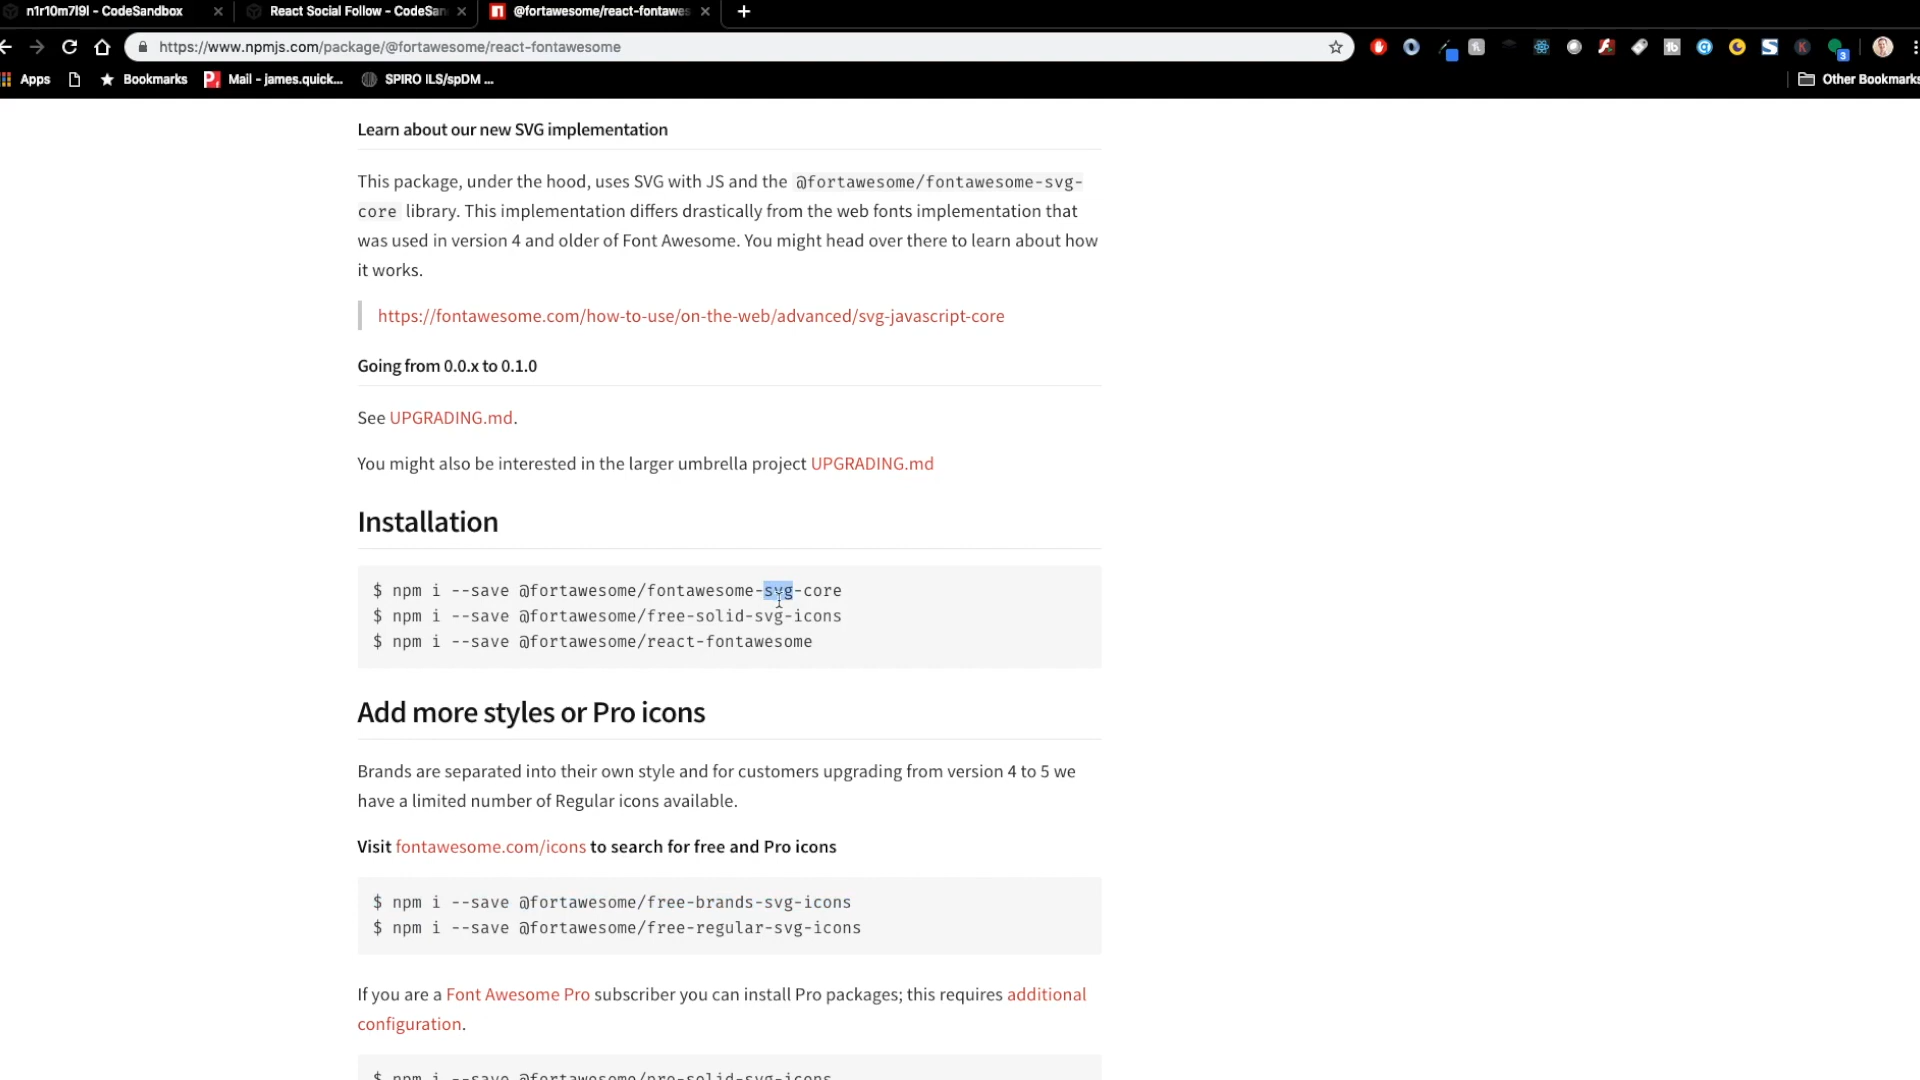 n1r10m7l9l - CodeSandbox
React Social Follow - CodeSan
@fortawesome/react-fontawes
https://www.npmjs.com/package/@fortawesome/react-fontawesome
Apps
Bookmarks
Mail - james.quick...
SPIRO ILS/spDM ...
Other Bookmarks
Learn about our new SVG implementation
This package, under the hood, uses SVG with JS and the @fortawesome/fontawesome-svg-
core library. This implementation differs drastically from the web fonts implementation that
was used in version 4 and older of Font Awesome. You might head over there to learn about how
it works.
https://fontawesome.com/how-to-use/on-the-web/advanced/svg-javascript-core
Going from 0.0.x to 0.1.0
See UPGRADING.md.
You might also be interested in the larger umbrella project UPGRADING.md
Installation
$ npm i --save @fortawesome/fontawesome-svg-core
$ npm i --save @fortawesome/free-solid-svg-icons
$ npm i --save @fortawesome/react-fontawesome
Add more styles or Pro icons
Brands are separated into their own style and for customers upgrading from version 4 to 5 we
have a limited number of Regular icons available.
Visit fontawesome.com/icons to search for free and Pro icons
$ npm i --save @fortawesome/free-brands-svg-icons
$ npm i --save @fortawesome/free-regular-svg-icons
If you are a Font Awesome Pro subscriber you can install Pro packages; this requires additional
configuration.
$ npm i --save @fortawesome/pro-solid-svg-icons